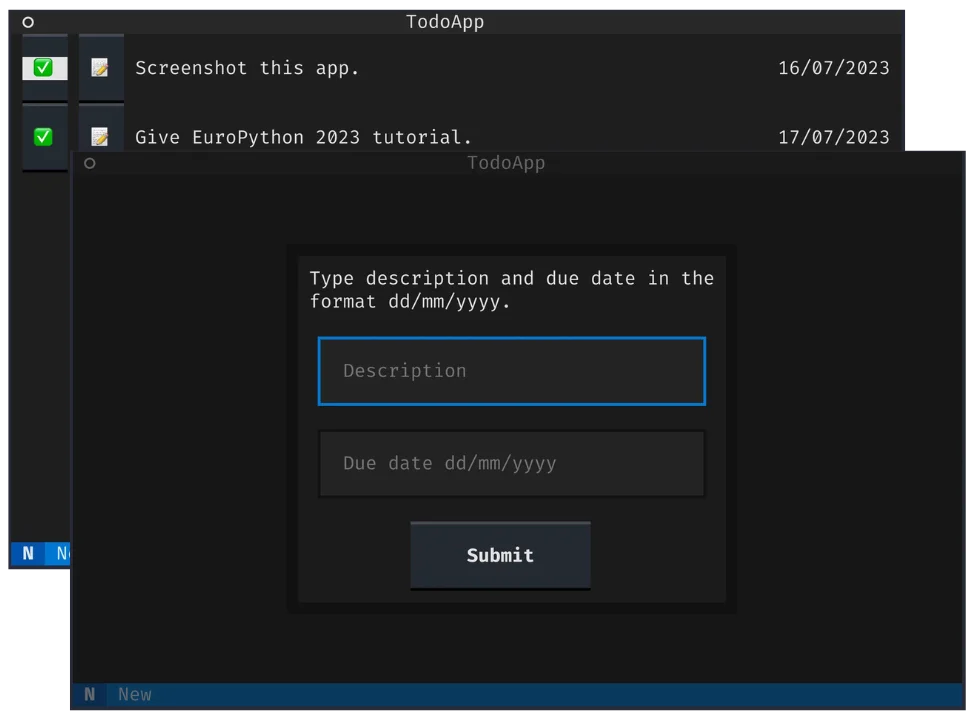 TodoApp
Screenshot this app. 16/07/2023
Give EuroPython 2023 tutorial. 17/07/2023
TodoApp
Type description and due date in the
format dd/mm/yyyy.
Description
Due date dd/mm/yyyy
Submit
N
N New